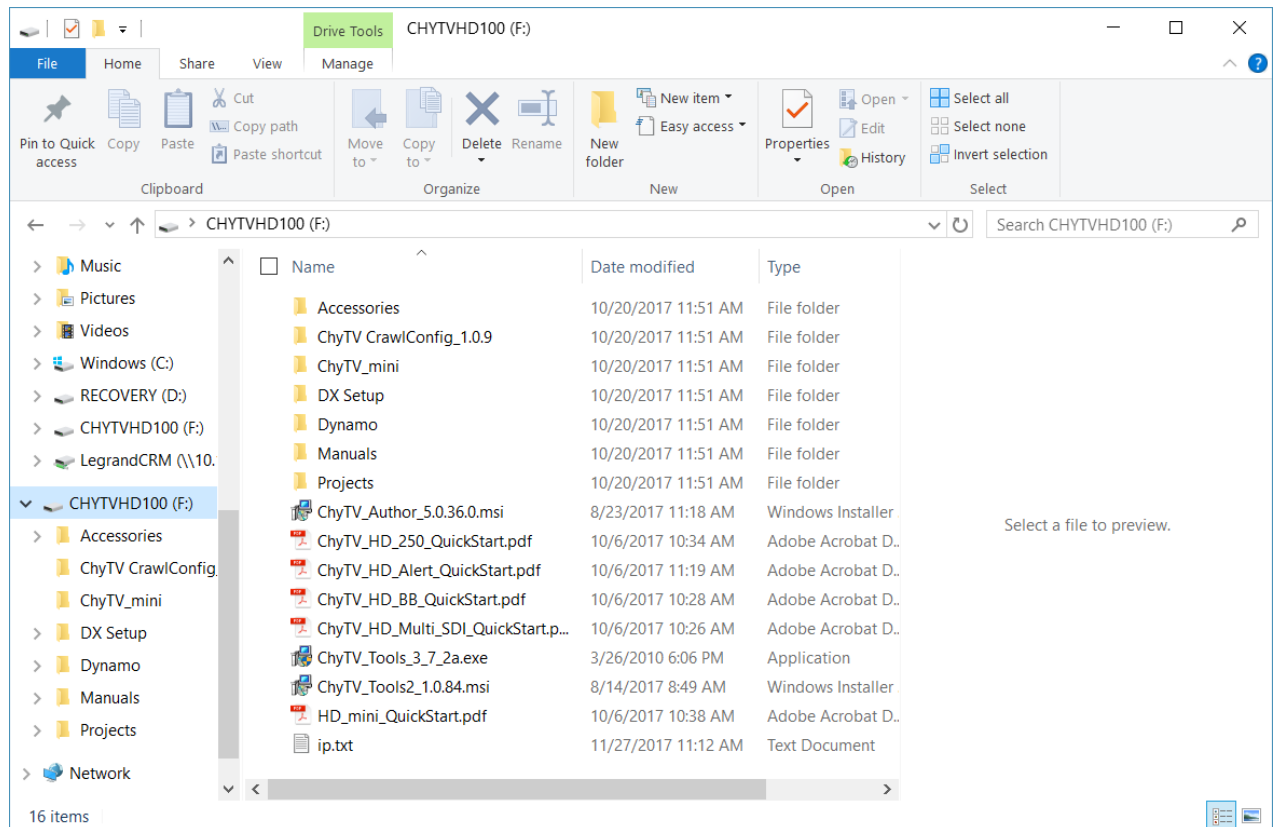 Drive Tools CHYTVHD100 (F:)
File Home Share View Manage
Pin to Quick access
Copy
Paste
Cut
Copy path
Paste shortcut
Clipboard
Move to
Copy to
Delete
Rename
Organize
New folder
New item
Easy access
New
Properties
Open
Edit
History
Open
Select all
Select none
Invert selection
Select
CHYTVHD100 (F:)
Search CHYTVHD100 (F:)
Music
Pictures
Videos
Windows (C:)
RECOVERY (D:)
CHYTVHD100 (F:)
LegrandCRM (\\10.
CHYTVHD100 (F:)
Accessories
ChyTV CrawlConfig_
ChyTV_mini
DX Setup
Dynamo
Manuals
Projects
Network
Name Date modified Type
Accessories 10/20/2017 11:51 AM File folder
ChyTV CrawlConfig_1.0.9 10/20/2017 11:51 AM File folder
ChyTV_mini 10/20/2017 11:51 AM File folder
DX Setup 10/20/2017 11:51 AM File folder
Dynamo 10/20/2017 11:51 AM File folder
Manuals 10/20/2017 11:51 AM File folder
Projects 10/20/2017 11:51 AM File folder
ChyTV_Author_5.0.36.0.msi 8/23/2017 11:18 AM Windows Installer
ChyTV_HD_250_QuickStart.pdf 10/6/2017 10:34 AM Adobe Acrobat D..
ChyTV_HD_Alert_QuickStart.pdf 10/6/2017 11:19 AM Adobe Acrobat D..
ChyTV_HD_BB_QuickStart.pdf 10/6/2017 10:28 AM Adobe Acrobat D..
ChyTV_HD_Multi_SDI_QuickStart.p... 10/6/2017 10:26 AM Adobe Acrobat D..
ChyTV_Tools_3_7_2a.exe 3/26/2010 6:06 PM Application
ChyTV_Tools2_1.0.84.msi 8/14/2017 8:49 AM Windows Installer
HD_mini_QuickStart.pdf 10/6/2017 10:38 AM Adobe Acrobat D..
ip.txt 11/27/2017 11:12 AM Text Document
Select a file to preview.
16 items